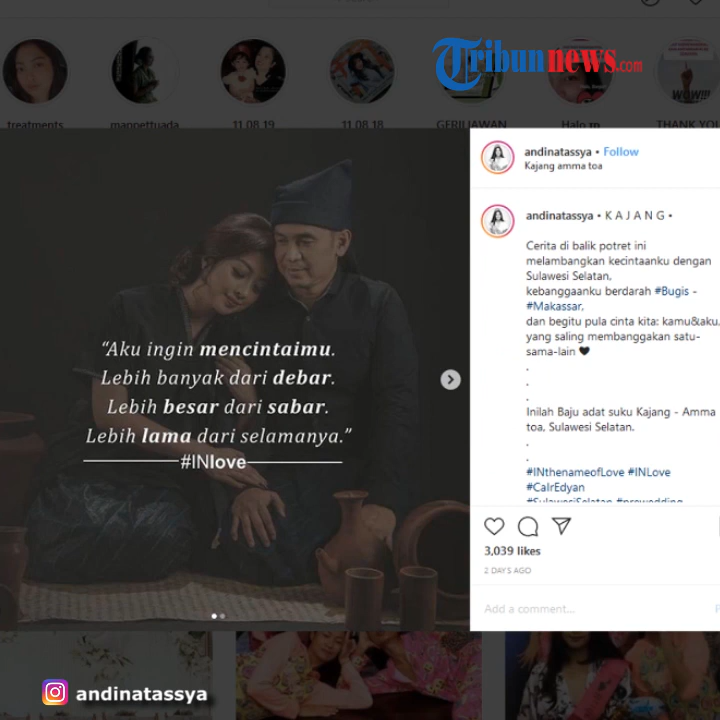 Tribunnews.com
treatments
mappettuada
11.08.19
11.08.18
GERILJAWAN
THANK YOU
WOW!!!
andinatassya • Follow
Kajang amma toa
andinatassya • K A J A N G •
Cerita di balik potret ini
melambangkan kecintaanku dengan
Sulawesi Selatan,
kebanggaanku berdarah #Bugis -
#Makassar,
dan begitu pula cinta kita: kamu&aku,
yang saling membanggakan satu-
sama-lain 🖤
.
.
.
Inilah Baju adat suku Kajang - Amma
toa, Sulawesi Selatan.
.
.
#INthenameofLove #INLove
#CalrEdyan
#SulawesiSelatan #prewedding
“Aku ingin mencintaimu.
Lebih banyak dari debar.
Lebih besar dari sabar.
Lebih lama dari selamanya.”
#INlove
3,039 likes
2 DAYS AGO
Add a comment...
andinatassya